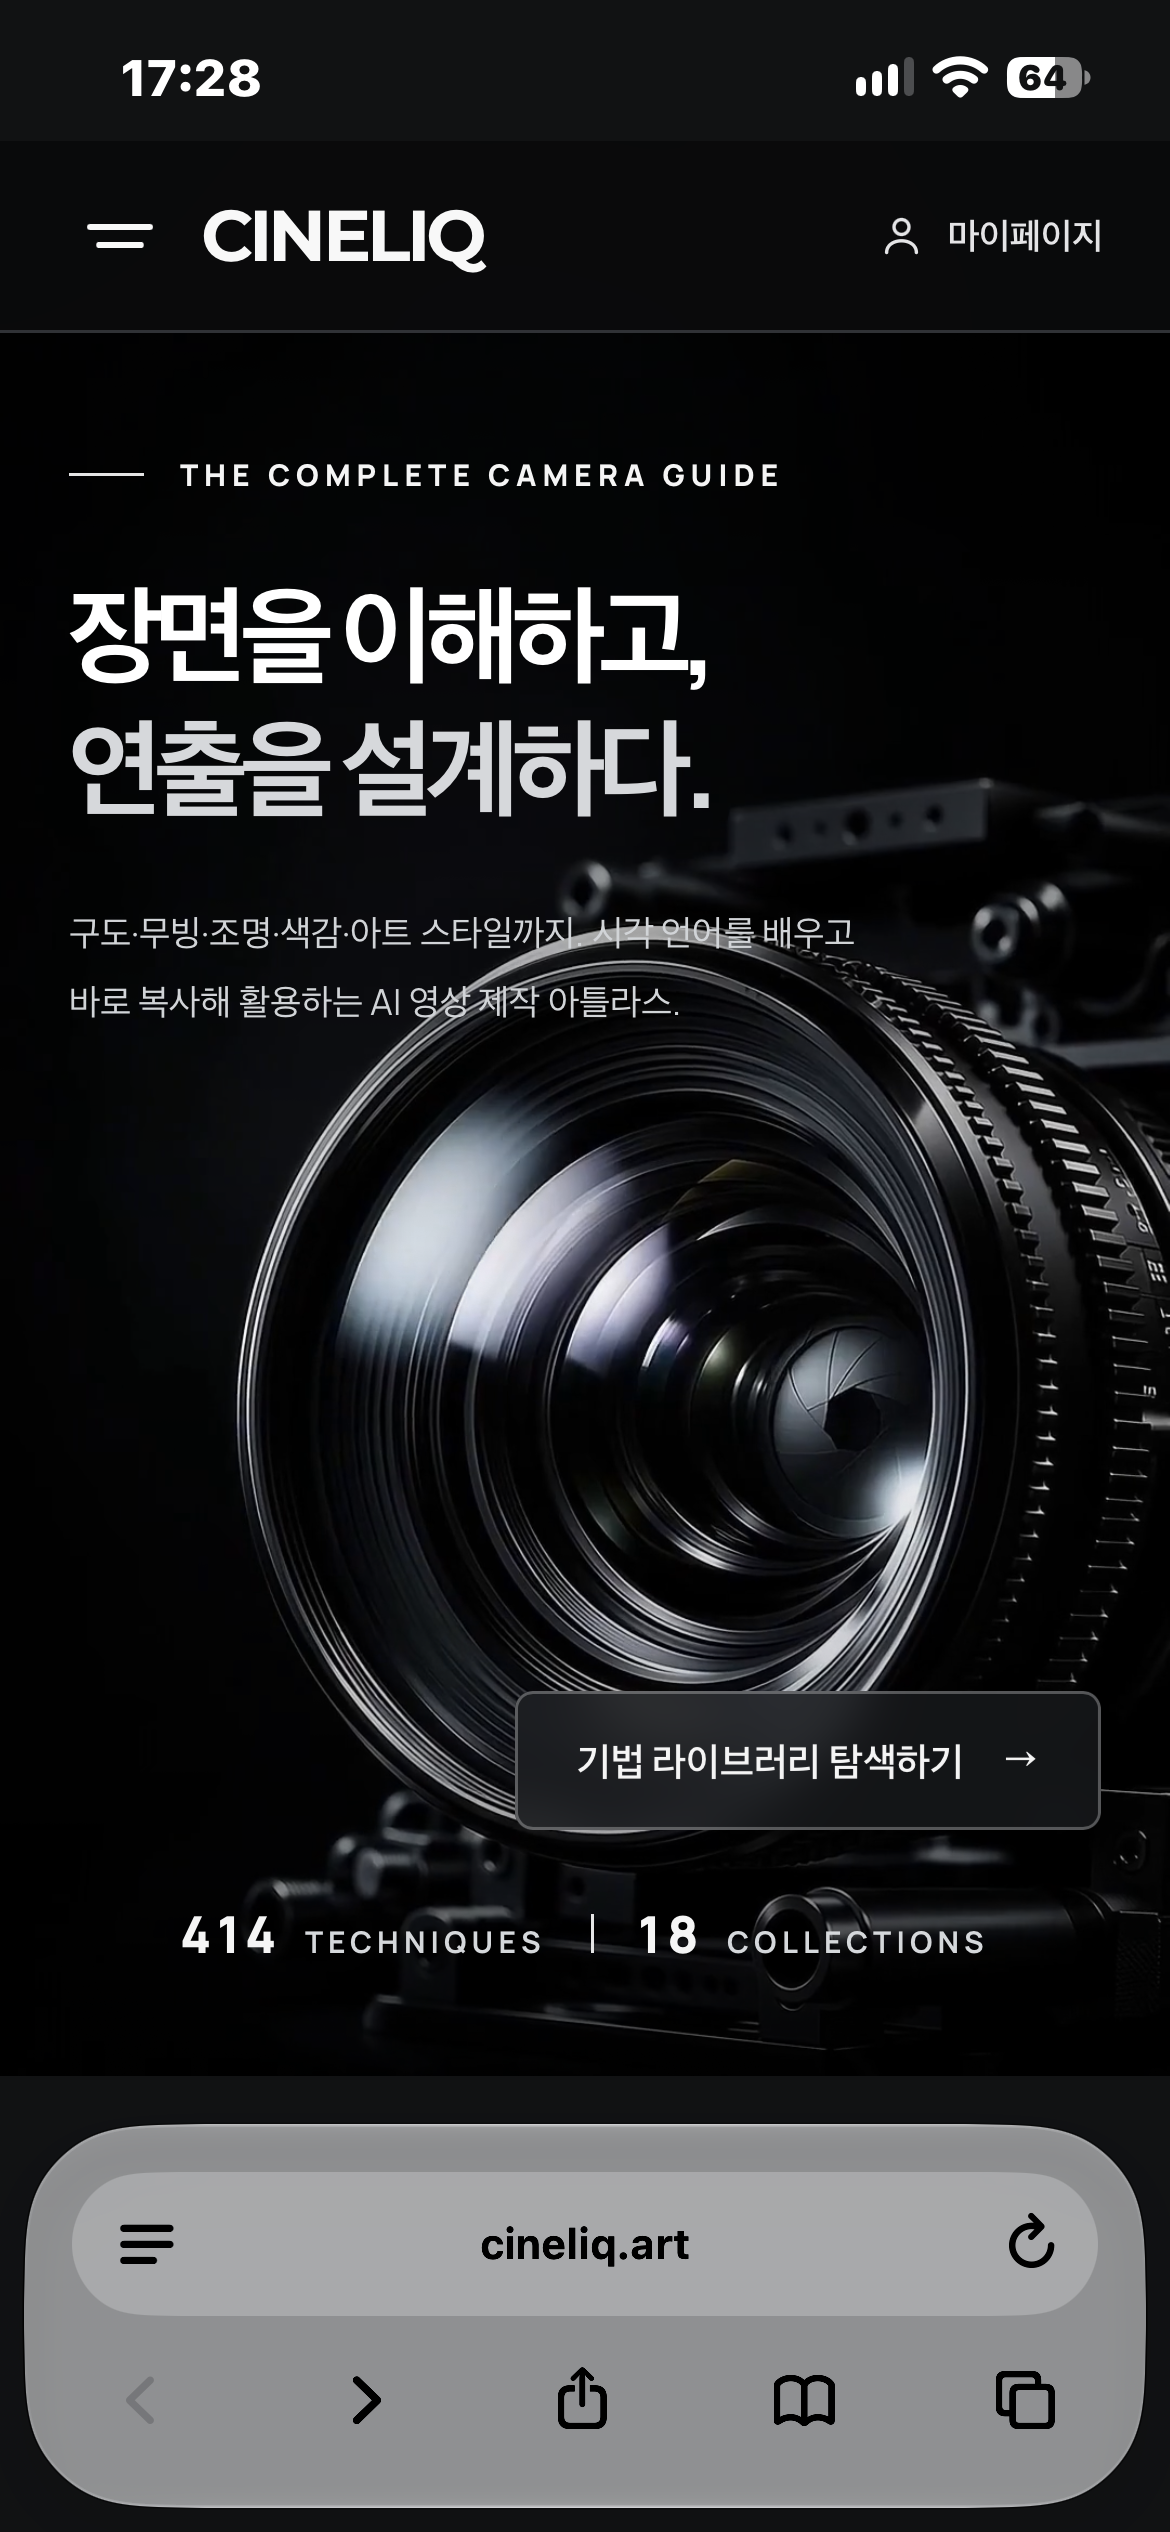 17:28
64
CINELIQ
마이페이지
THE COMPLETE CAMERA GUIDE
장면을 이해하고,
연출을 설계하다.
구도·무빙·조명·색감·아트 스타일까지. 시각 언어를 배우고
바로 복사해 활용하는 AI 영상 제작 아틀라스.
기법 라이브러리 탐색하기 →
414 TECHNIQUES | 18 COLLECTIONS
cineliq.art